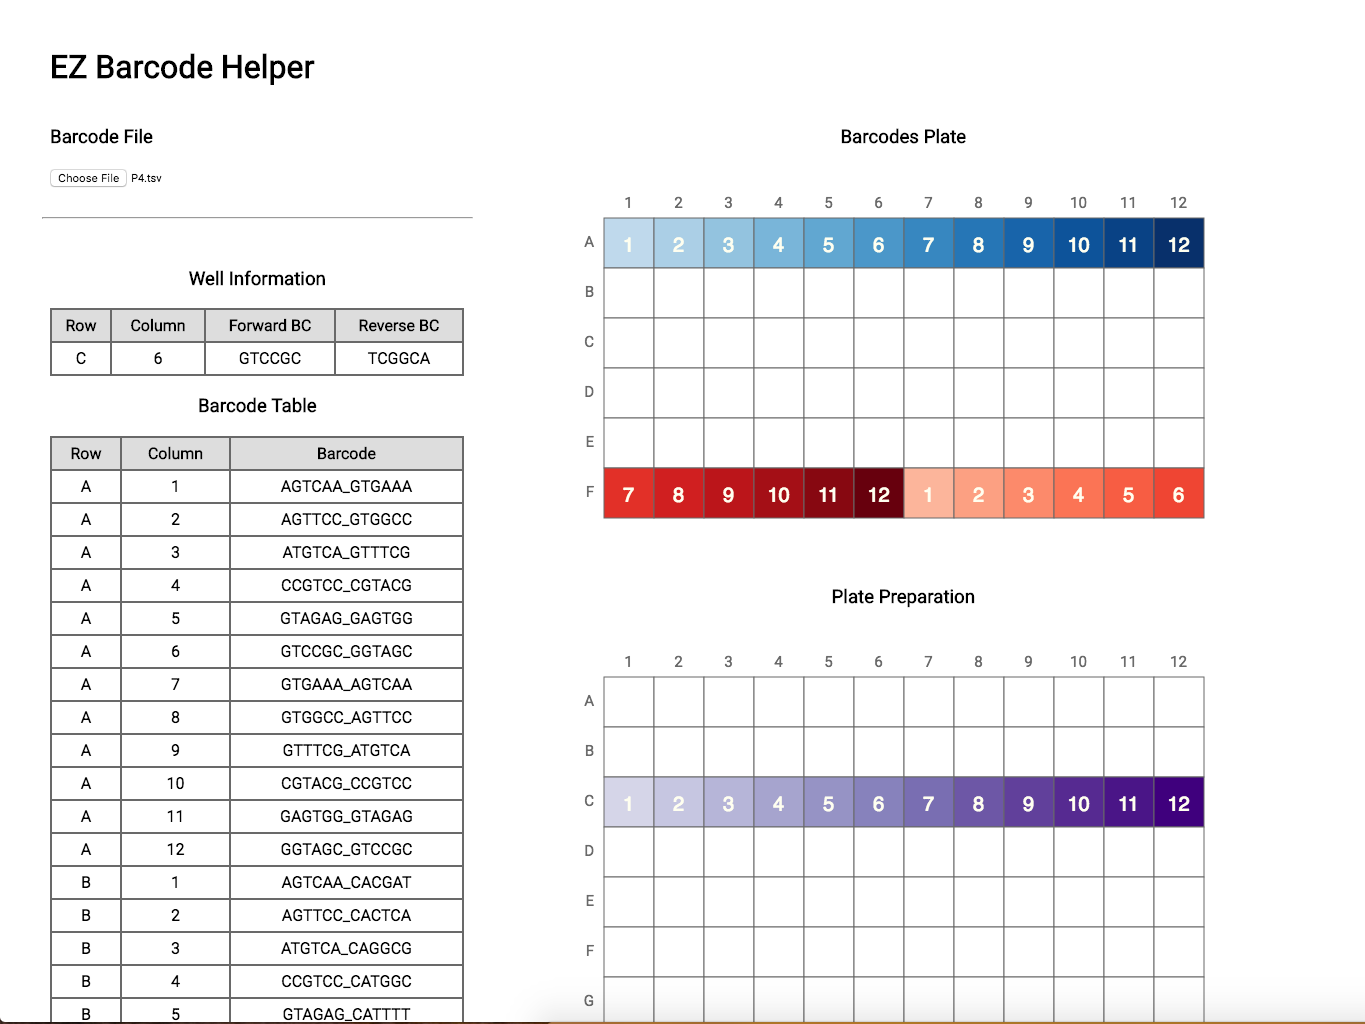 EZ Barcode Helper
Barcode File
Choose File P4.tsv
Well Information
Row Column Forward BC Reverse BC
C 6 GTCCGC TCGGCA
Barcode Table
Row Column Barcode
A 1 AGTCAA_GTGAAA
A 2 AGTTCC_GTGGCC
A 3 ATGTCA_GTTTCG
A 4 CCGTCC_CGTACG
A 5 GTAGAG_GAGTGG
A 6 GTCCGC_GGTAGC
A 7 GTGAAA_AGTCAA
A 8 GTGGCC_AGTTCC
A 9 GTTTCG_ATGTCA
A 10 CGTACG_CCGTCC
A 11 GAGTGG_GTAGAG
A 12 GGTAGC_GTCCGC
B 1 AGTCAA_CACGAT
B 2 AGTTCC_CACTCA
B 3 ATGTCA_CAGGCG
B 4 CCGTCC_CATGGC
B 5 GTAGAG_CATTTT
Barcodes Plate
1 2 3 4 5 6 7 8 9 10 11 12
A 1 2 3 4 5 6 7 8 9 10 11 12
B
C
D
E
F 7 8 9 10 11 12 1 2 3 4 5 6
Plate Preparation
1 2 3 4 5 6 7 8 9 10 11 12
A
B
C 1 2 3 4 5 6 7 8 9 10 11 12
D
E
F
G